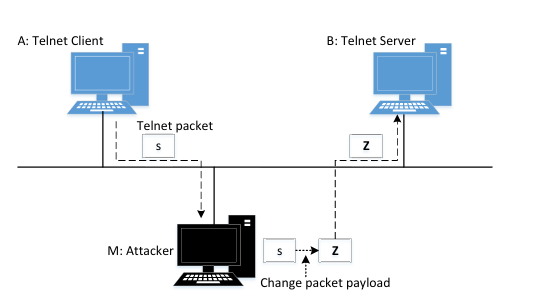 A: Telnet Client
B: Telnet Server
Telnet packet
s
Z
M: Attacker
s
Z
Change packet payload